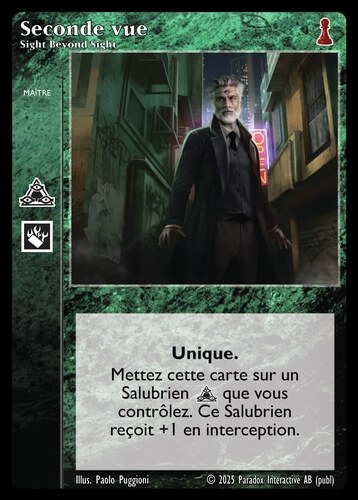 Seconde vue
Sight Beyond Sight
MAÎTRE
Unique.
Mettez cette carte sur un
Salubrien que vous
contrôlez. Ce Salubrien
reçoit +1 en interception.
Illus. Paolo Puggioni © 2025 Paradox Interactive AB (publ)